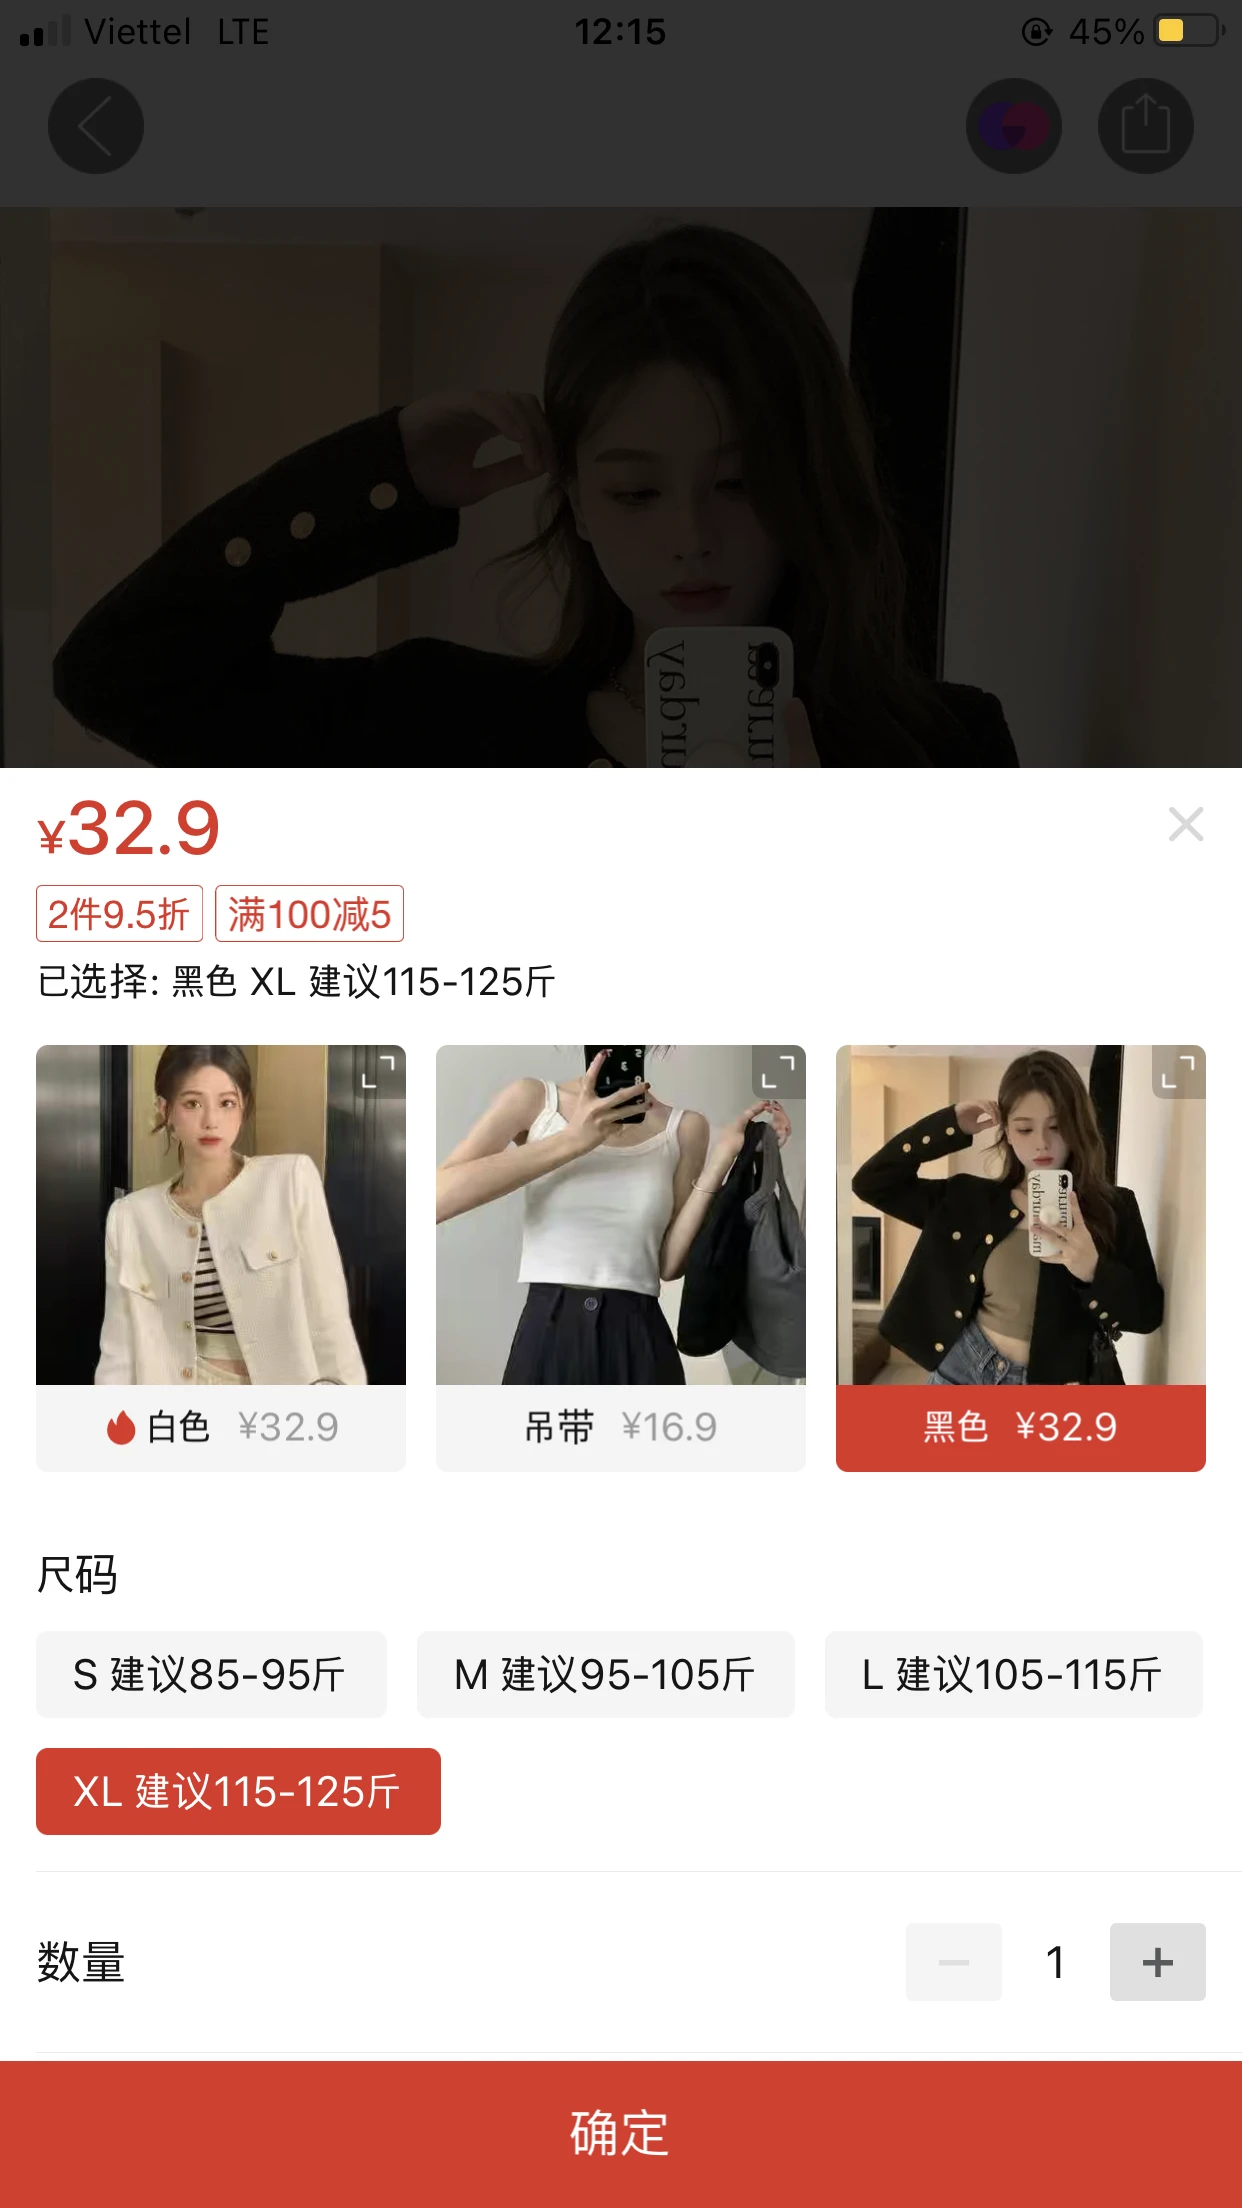 Viettel LTE 12:15 45%
¥32.9
2件9.5折 满100减5
已选择: 黑色 XL 建议115-125斤
白色 ¥32.9
吊带 ¥16.9
黑色 ¥32.9
尺码
S 建议85-95斤
M 建议95-105斤
L 建议105-115斤
XL 建议115-125斤
数量
1
确定